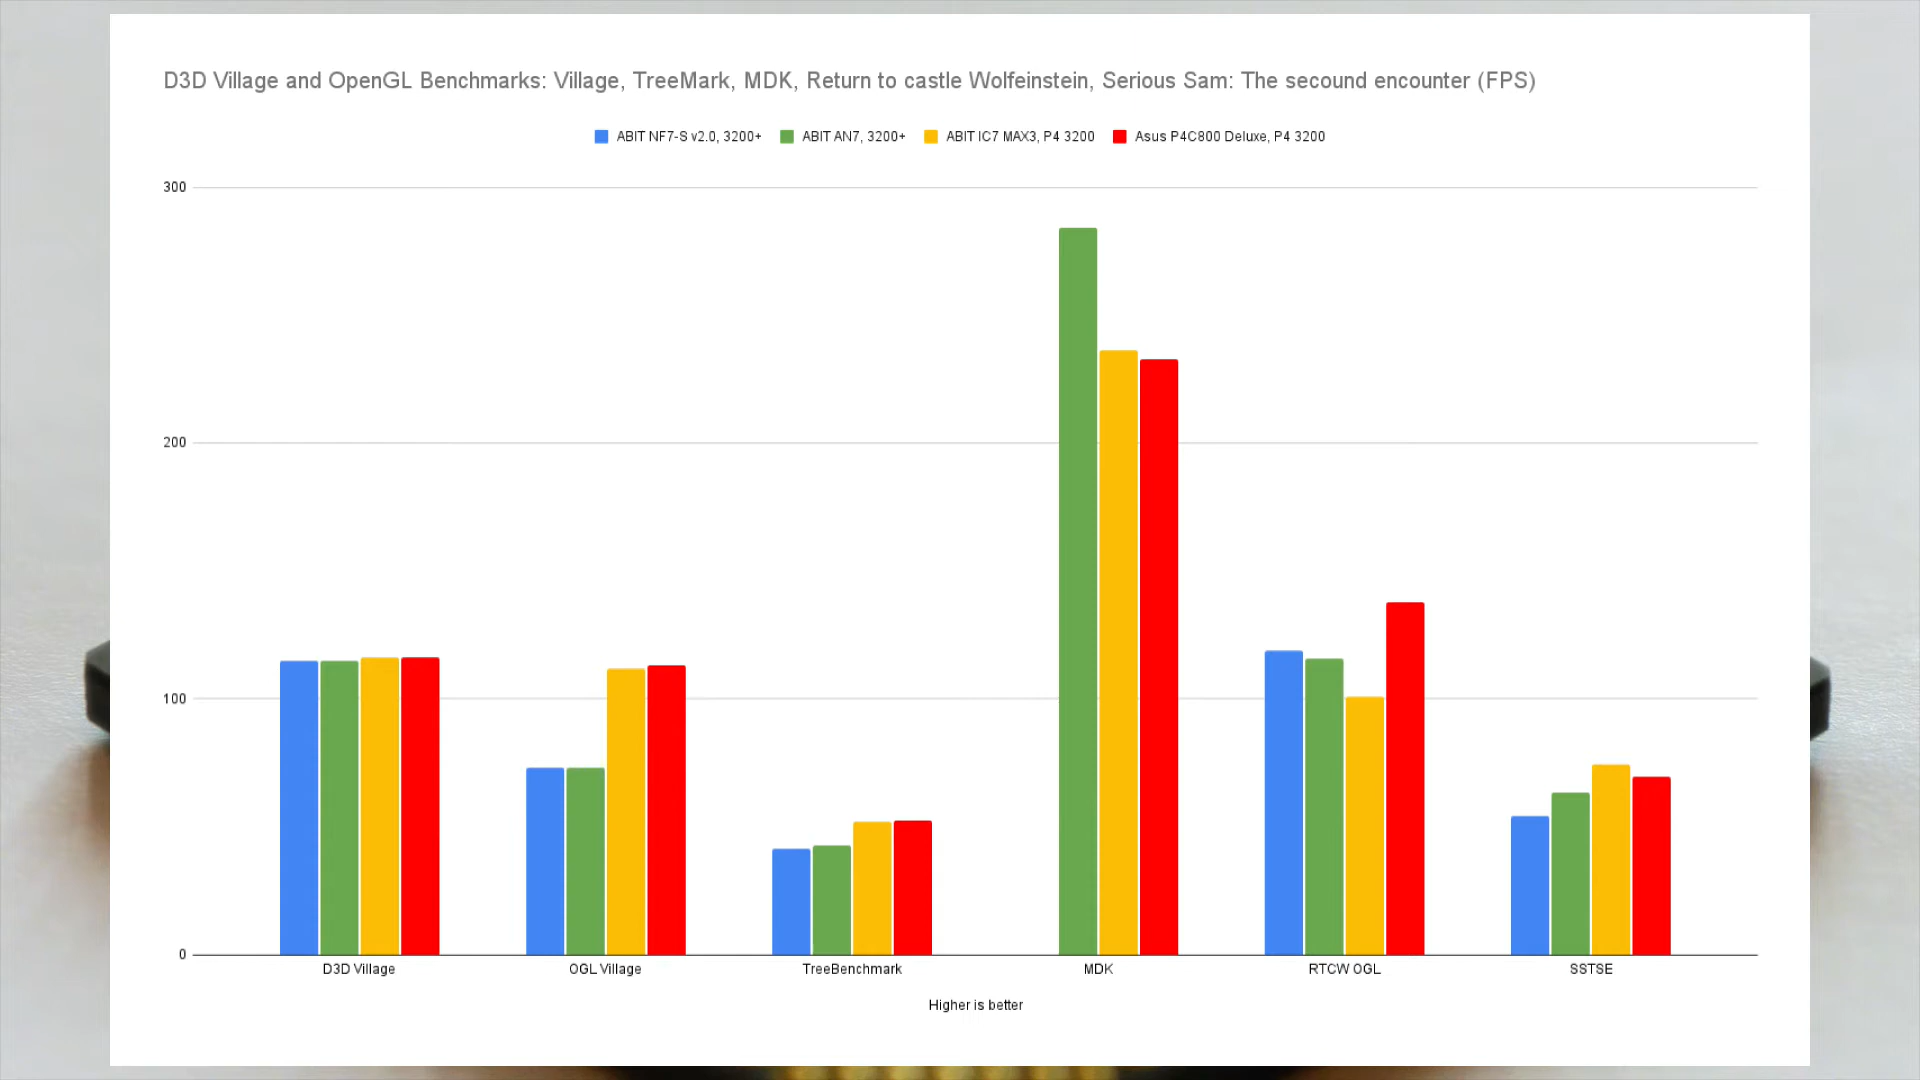 D3D Village and OpenGL Benchmarks: Village, TreeMark, MDK, Return to castle Wolfeinstein, Serious Sam: The secound encounter (FPS)
ABIT NF7-S v2.0, 3200+ ABIT AN7, 3200+ ABIT IC7 MAX3, P4 3200 Asus P4C800 Deluxe, P4 3200
300
200
100
0
D3D Village OGL Village TreeBenchmark MDK RTCW OGL SSTSE
Higher is better